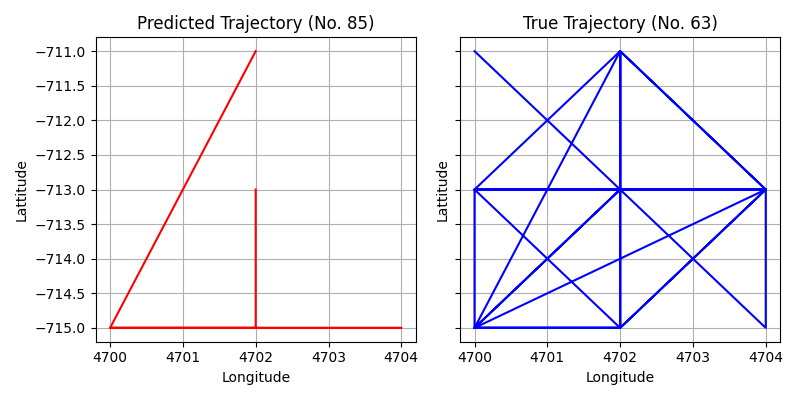 Predicted Trajectory (No. 85)
True Trajectory (No. 63)
−711.0
−711.5
−712.0
−712.5
−713.0
−713.5
−714.0
−714.5
−715.0
Lattitude
Lattitude
4700 4701 4702 4703 4704
4700 4701 4702 4703 4704
Longitude
Longitude